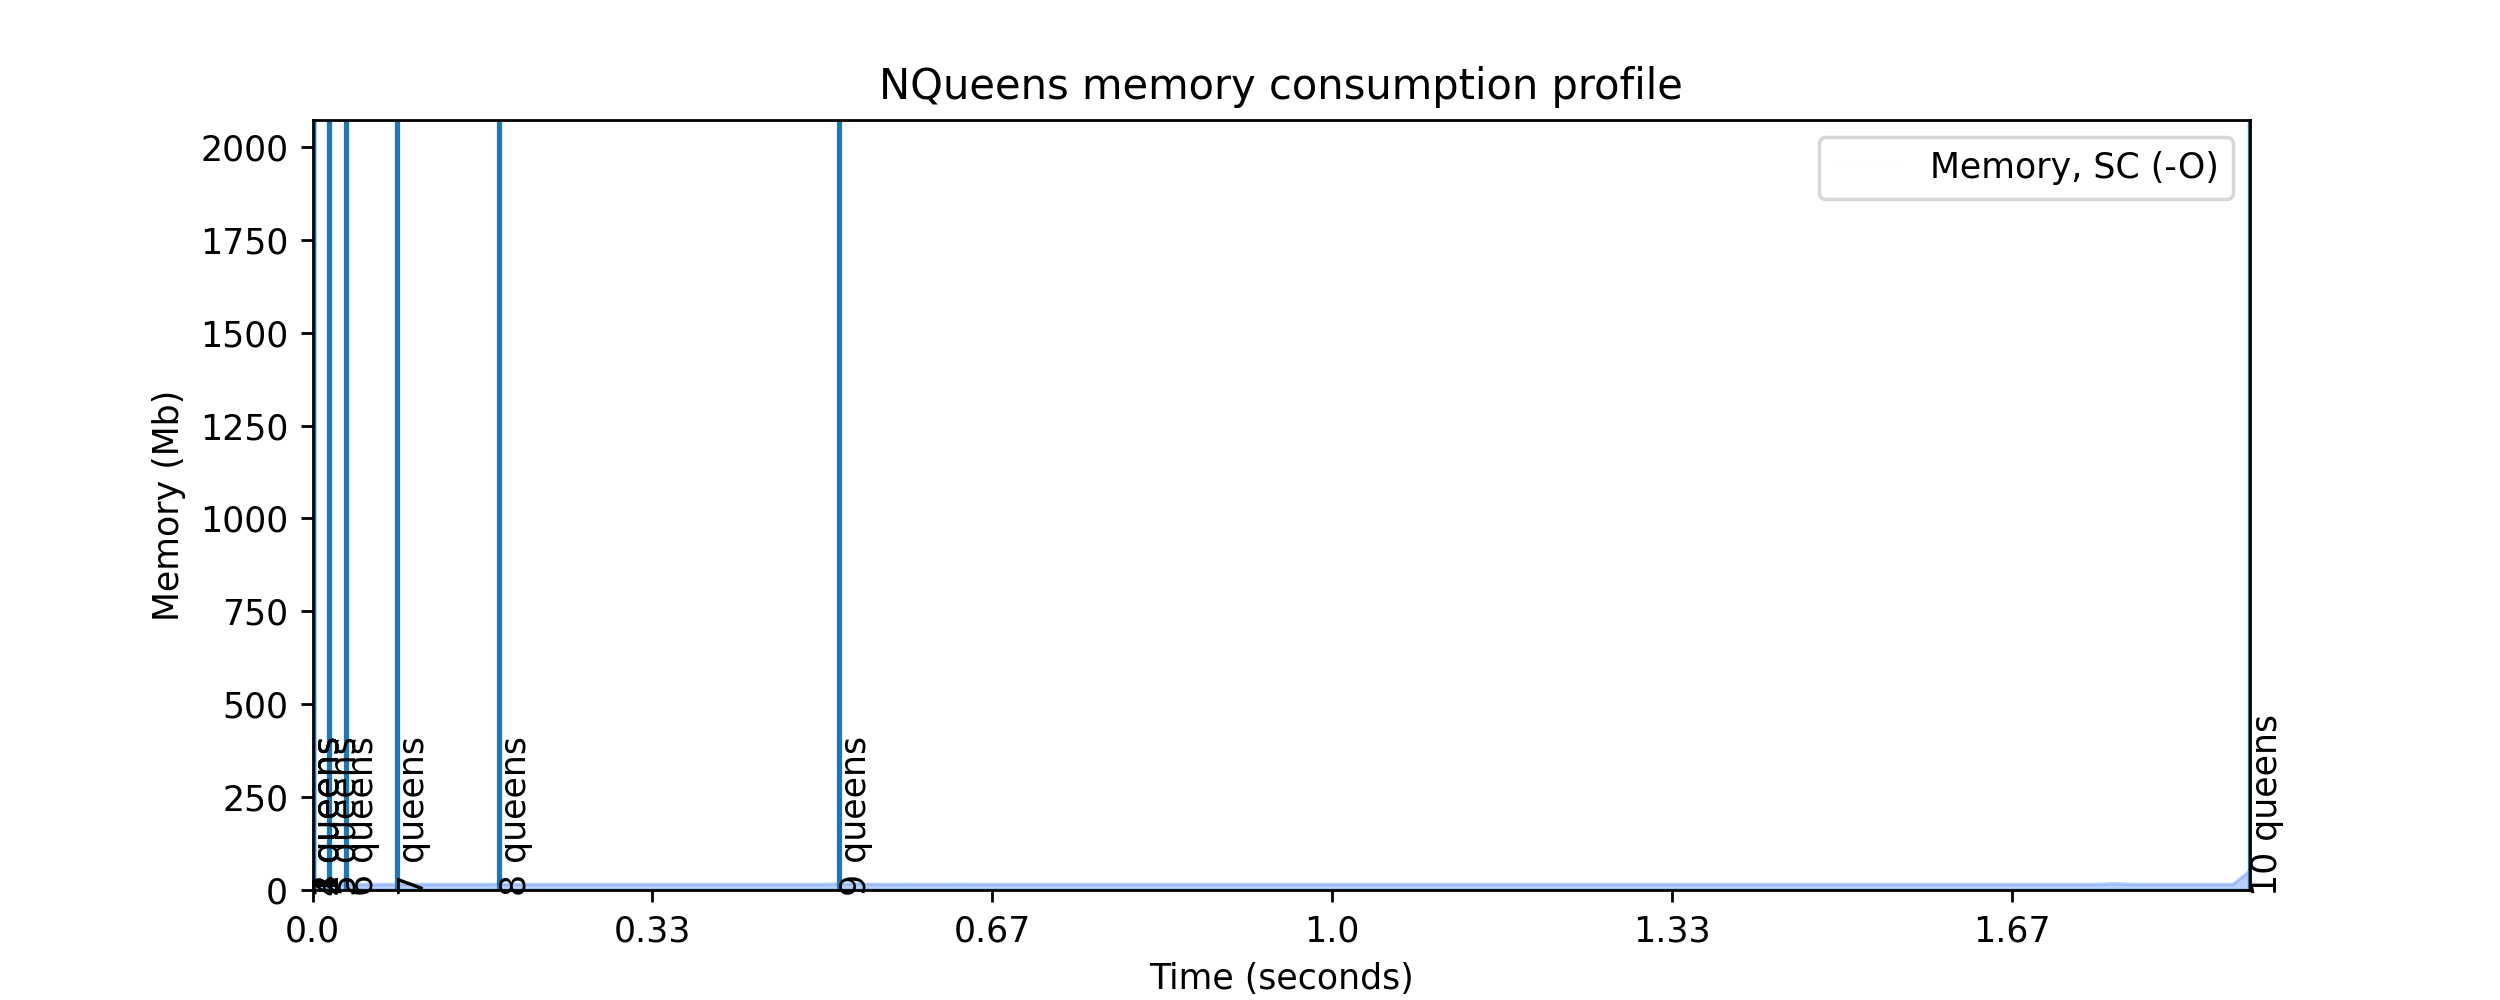 NQueens memory consumption profile
Memory, SC (-O)
Memory (Mb)
2000
1750
1500
1250
1000
750
500
250
0
queens
queens
6 queens
7 queens
8 queens
9 queens
10 queens
0.0
0.33
0.67
1.0
1.33
1.67
Time (seconds)